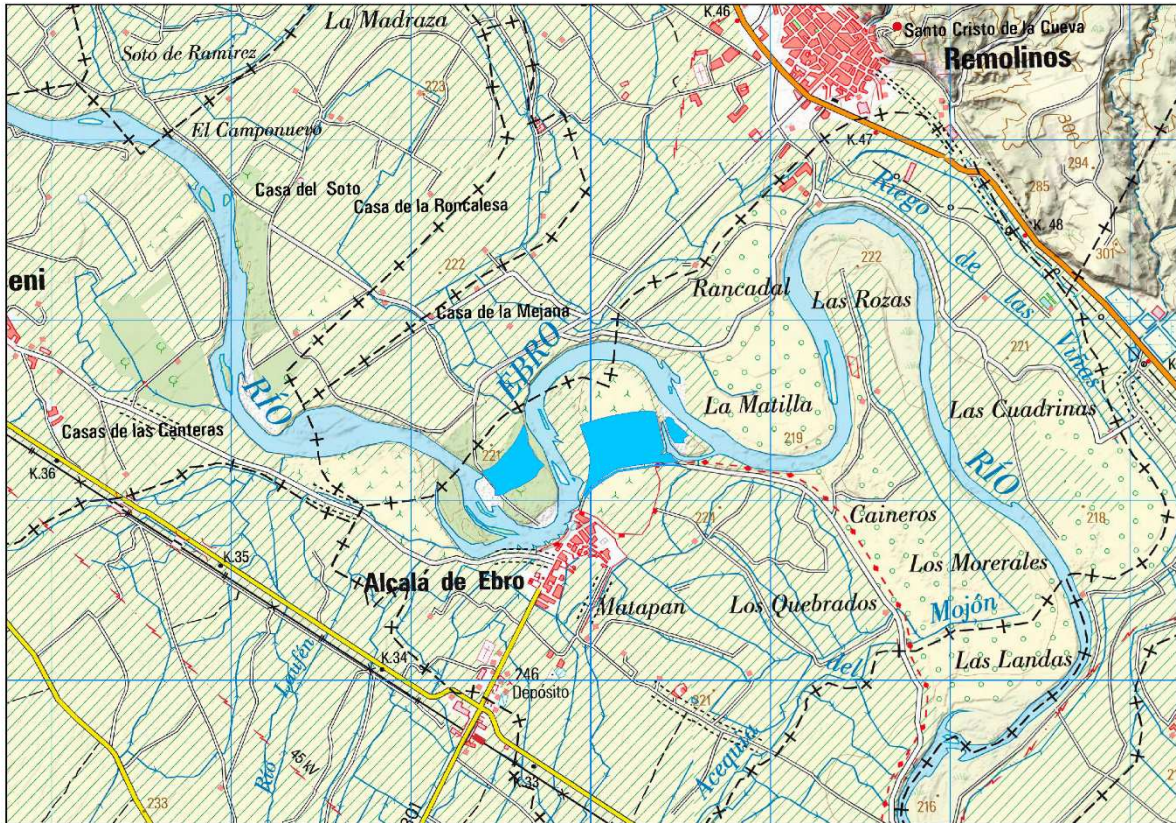 La Madraza
K.46
Santo Cristo de la Cueva
Remolinos
Soto de Ramírez
223
El Camponuevo
K.47
306
294
Casa del Soto
Casa de la Roncalesa
Riego
de
las
Viñas
285
K. 48
301
222
222
eni
Rancadal
Las Rozas
Casa de la Mejana
EBRO
RÍO
221
La Matilla
Las Cuadrinas
Casas de las Canteras
221
219
RÍO
K.36
221
Caineros
218
K.35
Alcalá de Ebro
Los Morerales
Matapan
Los Quebrados
Mojón
del
Acequia
Las Landas
K.34
246
Depósito
221
Río
Laufén
45 kV
K.33
233
301
216